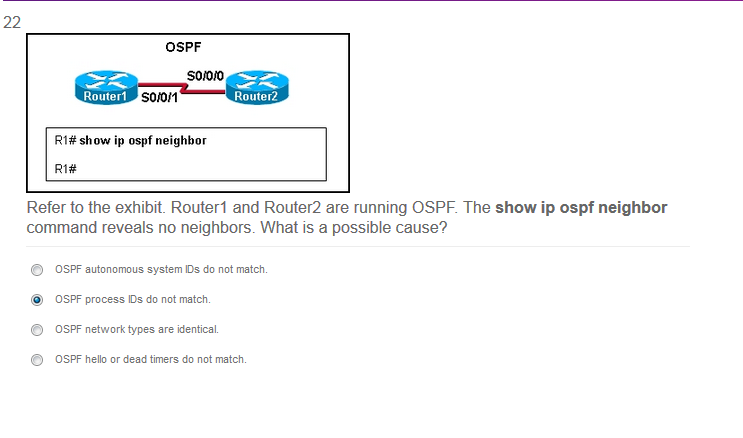 22
OSPF
S0/0/0
Router1 S0/0/1 Router2
R1# show ip ospf neighbor
R1#
Refer to the exhibit. Router1 and Router2 are running OSPF. The show ip ospf neighbor
command reveals no neighbors. What is a possible cause?
OSPF autonomous system IDs do not match.
OSPF process IDs do not match.
OSPF network types are identical.
OSPF hello or dead timers do not match.